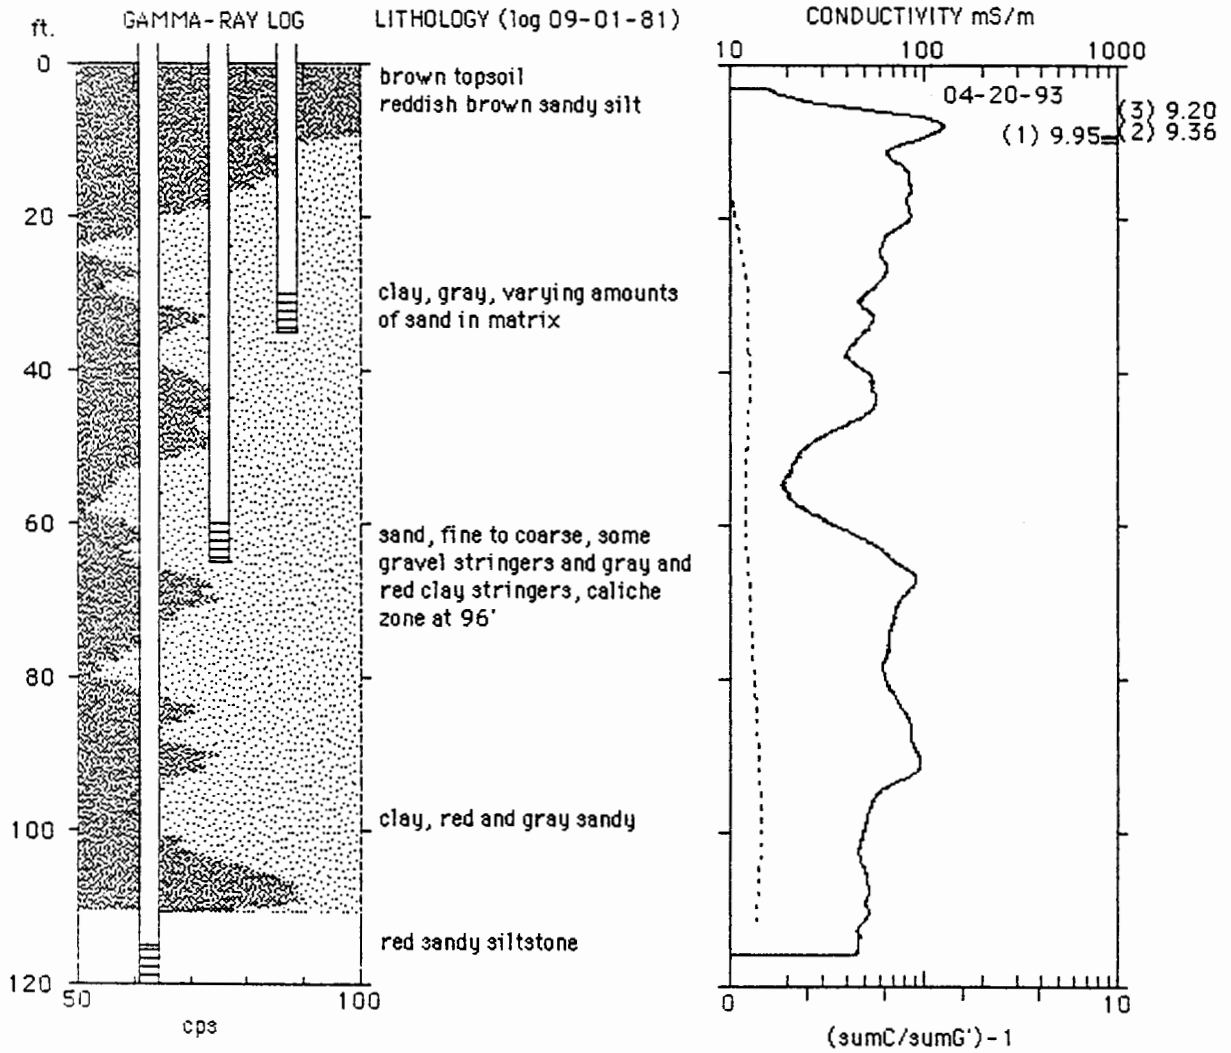 GAMMA-RAY LOG
LITHOLOGY (log 09-01-81)
CONDUCTIVITY mS/m
ft.
10
100
1000
0
brown topsoil
reddish brown sandy silt
04-20-93
(3) 9.20
(1) 9.95
(2) 9.36
20
clay, gray, varying amounts
of sand in matrix
40
60
sand, fine to coarse, some
gravel stringers and gray and
red clay stringers, caliche
zone at 96'
80
100
clay, red and gray sandy
red sandy siltstone
120
50
100
cps
0
10
(sumC/sumG')-1